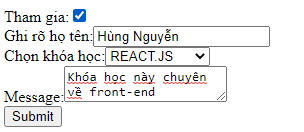 Tham gia:
Ghi rõ họ tên: Hùng Nguyễn
Chọn khóa học: REACT.JS
Khóa học này chuyên
Message: về front-end
Submit